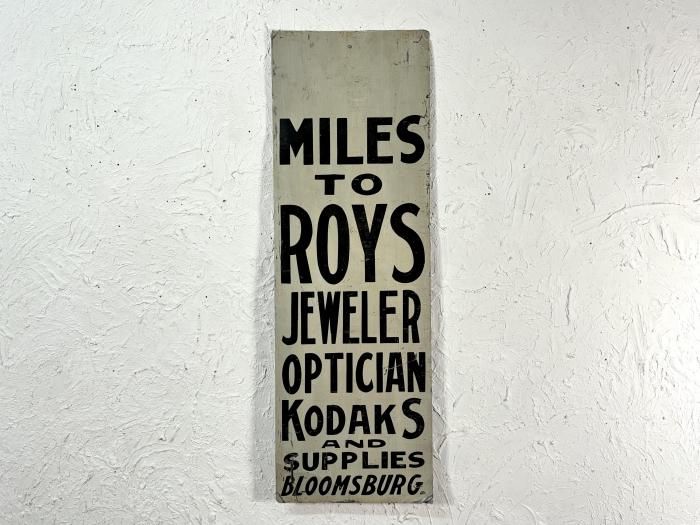 MILES
TO
ROYS
JEWELER
OPTICIAN
KODAKS
AND
SUPPLIES
BLOOMSBURG.